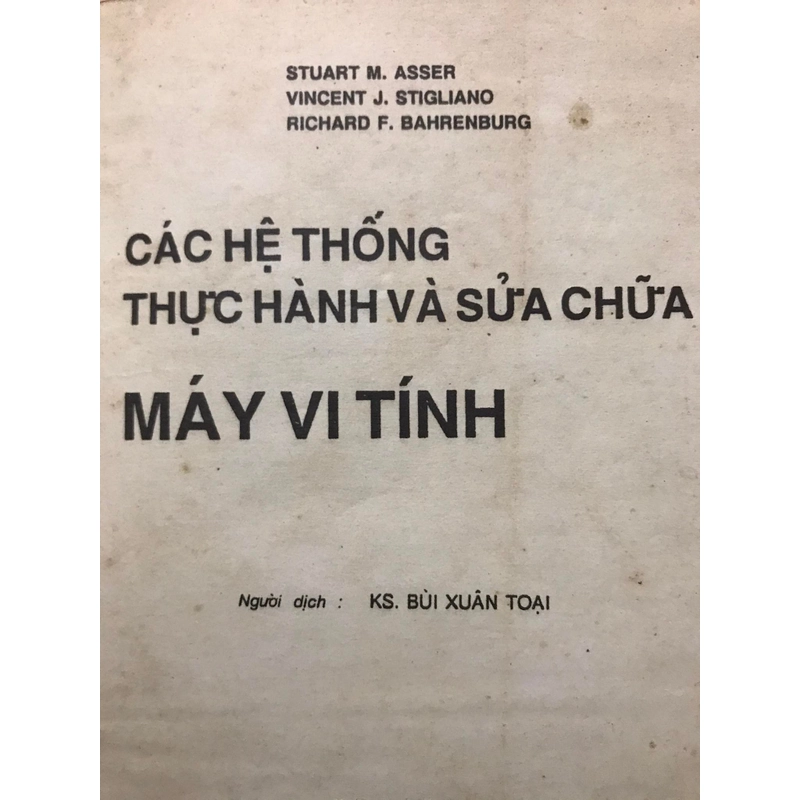 STUART M. ASSER
VINCENT J. STIGLIANO
RICHARD F. BAHRENBURG
CÁC HỆ THỐNG
THỰC HÀNH VÀ SỬA CHỮA
MÁY VI TÍNH
Người dịch : KS. BÙI XUÂN TOẠI